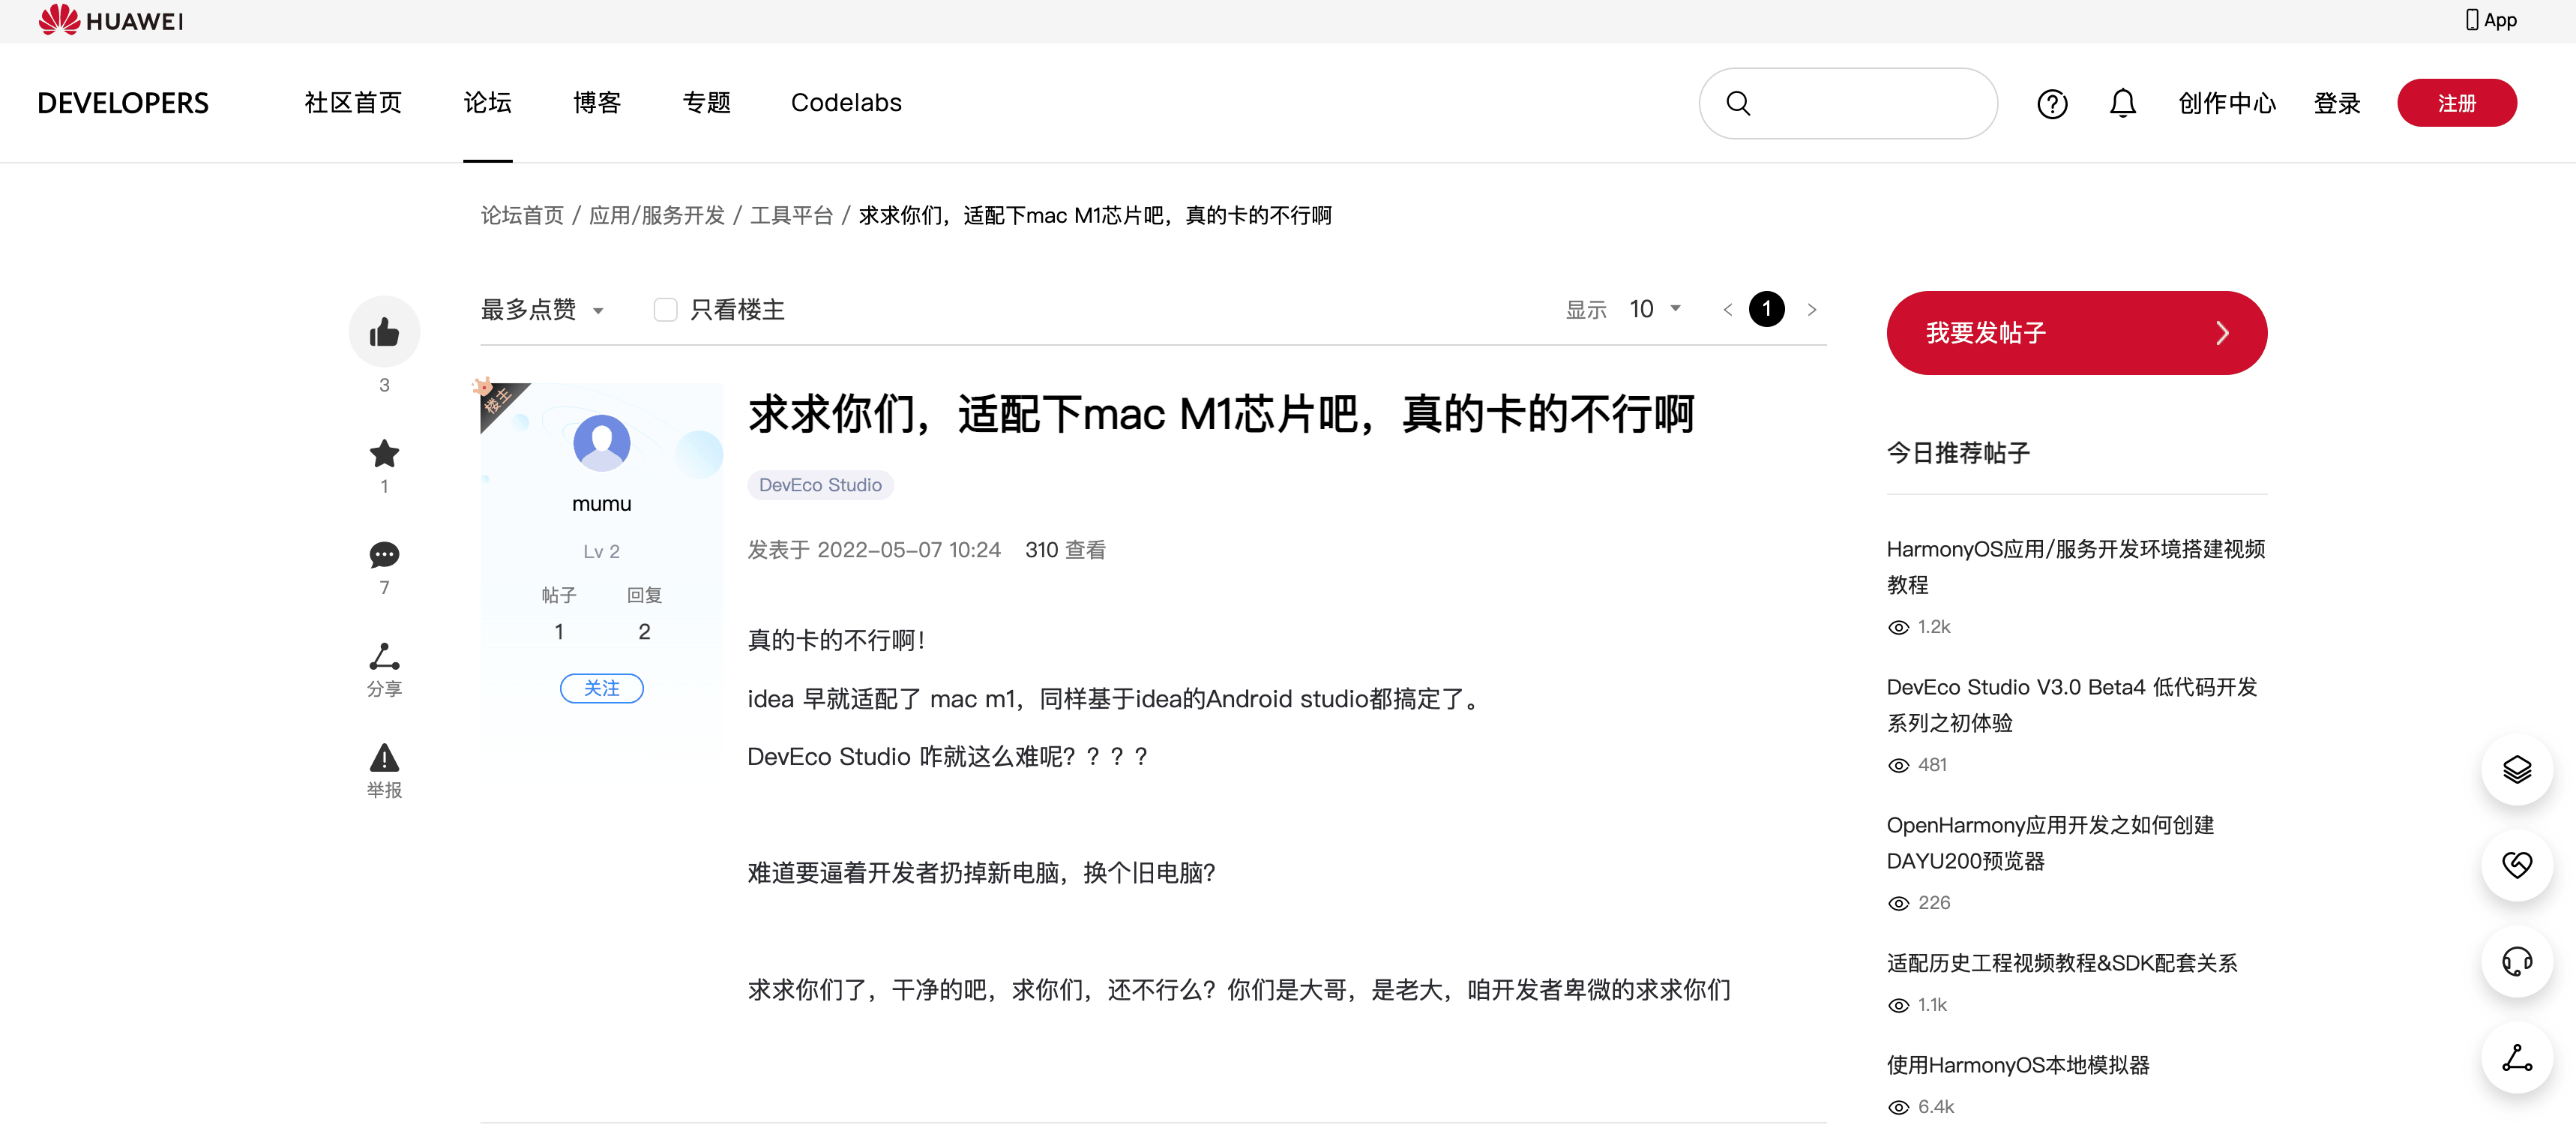 HUAWEI
App
DEVELOPERS
社区首页
论坛
博客
专题
Codelabs
创作中心
登录
注册
论坛首页 / 应用/服务开发 / 工具平台 / 求求你们，适配下mac M1芯片吧，真的卡的不行啊
3
1
7
分享
举报
最多点赞
只看楼主
显示 10
1
楼主
mumu
Lv 2
帖子 回复
1 2
关注
求求你们，适配下mac M1芯片吧，真的卡的不行啊
DevEco Studio
发表于 2022-05-07 10:24 310 查看
真的卡的不行啊！
idea 早就适配了 mac m1，同样基于idea的Android studio都搞定了。
DevEco Studio 咋就这么难呢？？？？
难道要逼着开发者扔掉新电脑，换个旧电脑？
求求你们了，干净的吧，求你们，还不行么？你们是大哥，是老大，咱开发者卑微的求求你们
我要发帖子
今日推荐帖子
HarmonyOS应用/服务开发环境搭建视频
教程
1.2k
DevEco Studio V3.0 Beta4 低代码开发
系列之初体验
481
OpenHarmony应用开发之如何创建
DAYU200预览器
226
适配历史工程视频教程&SDK配套关系
1.1k
使用HarmonyOS本地模拟器
6.4k